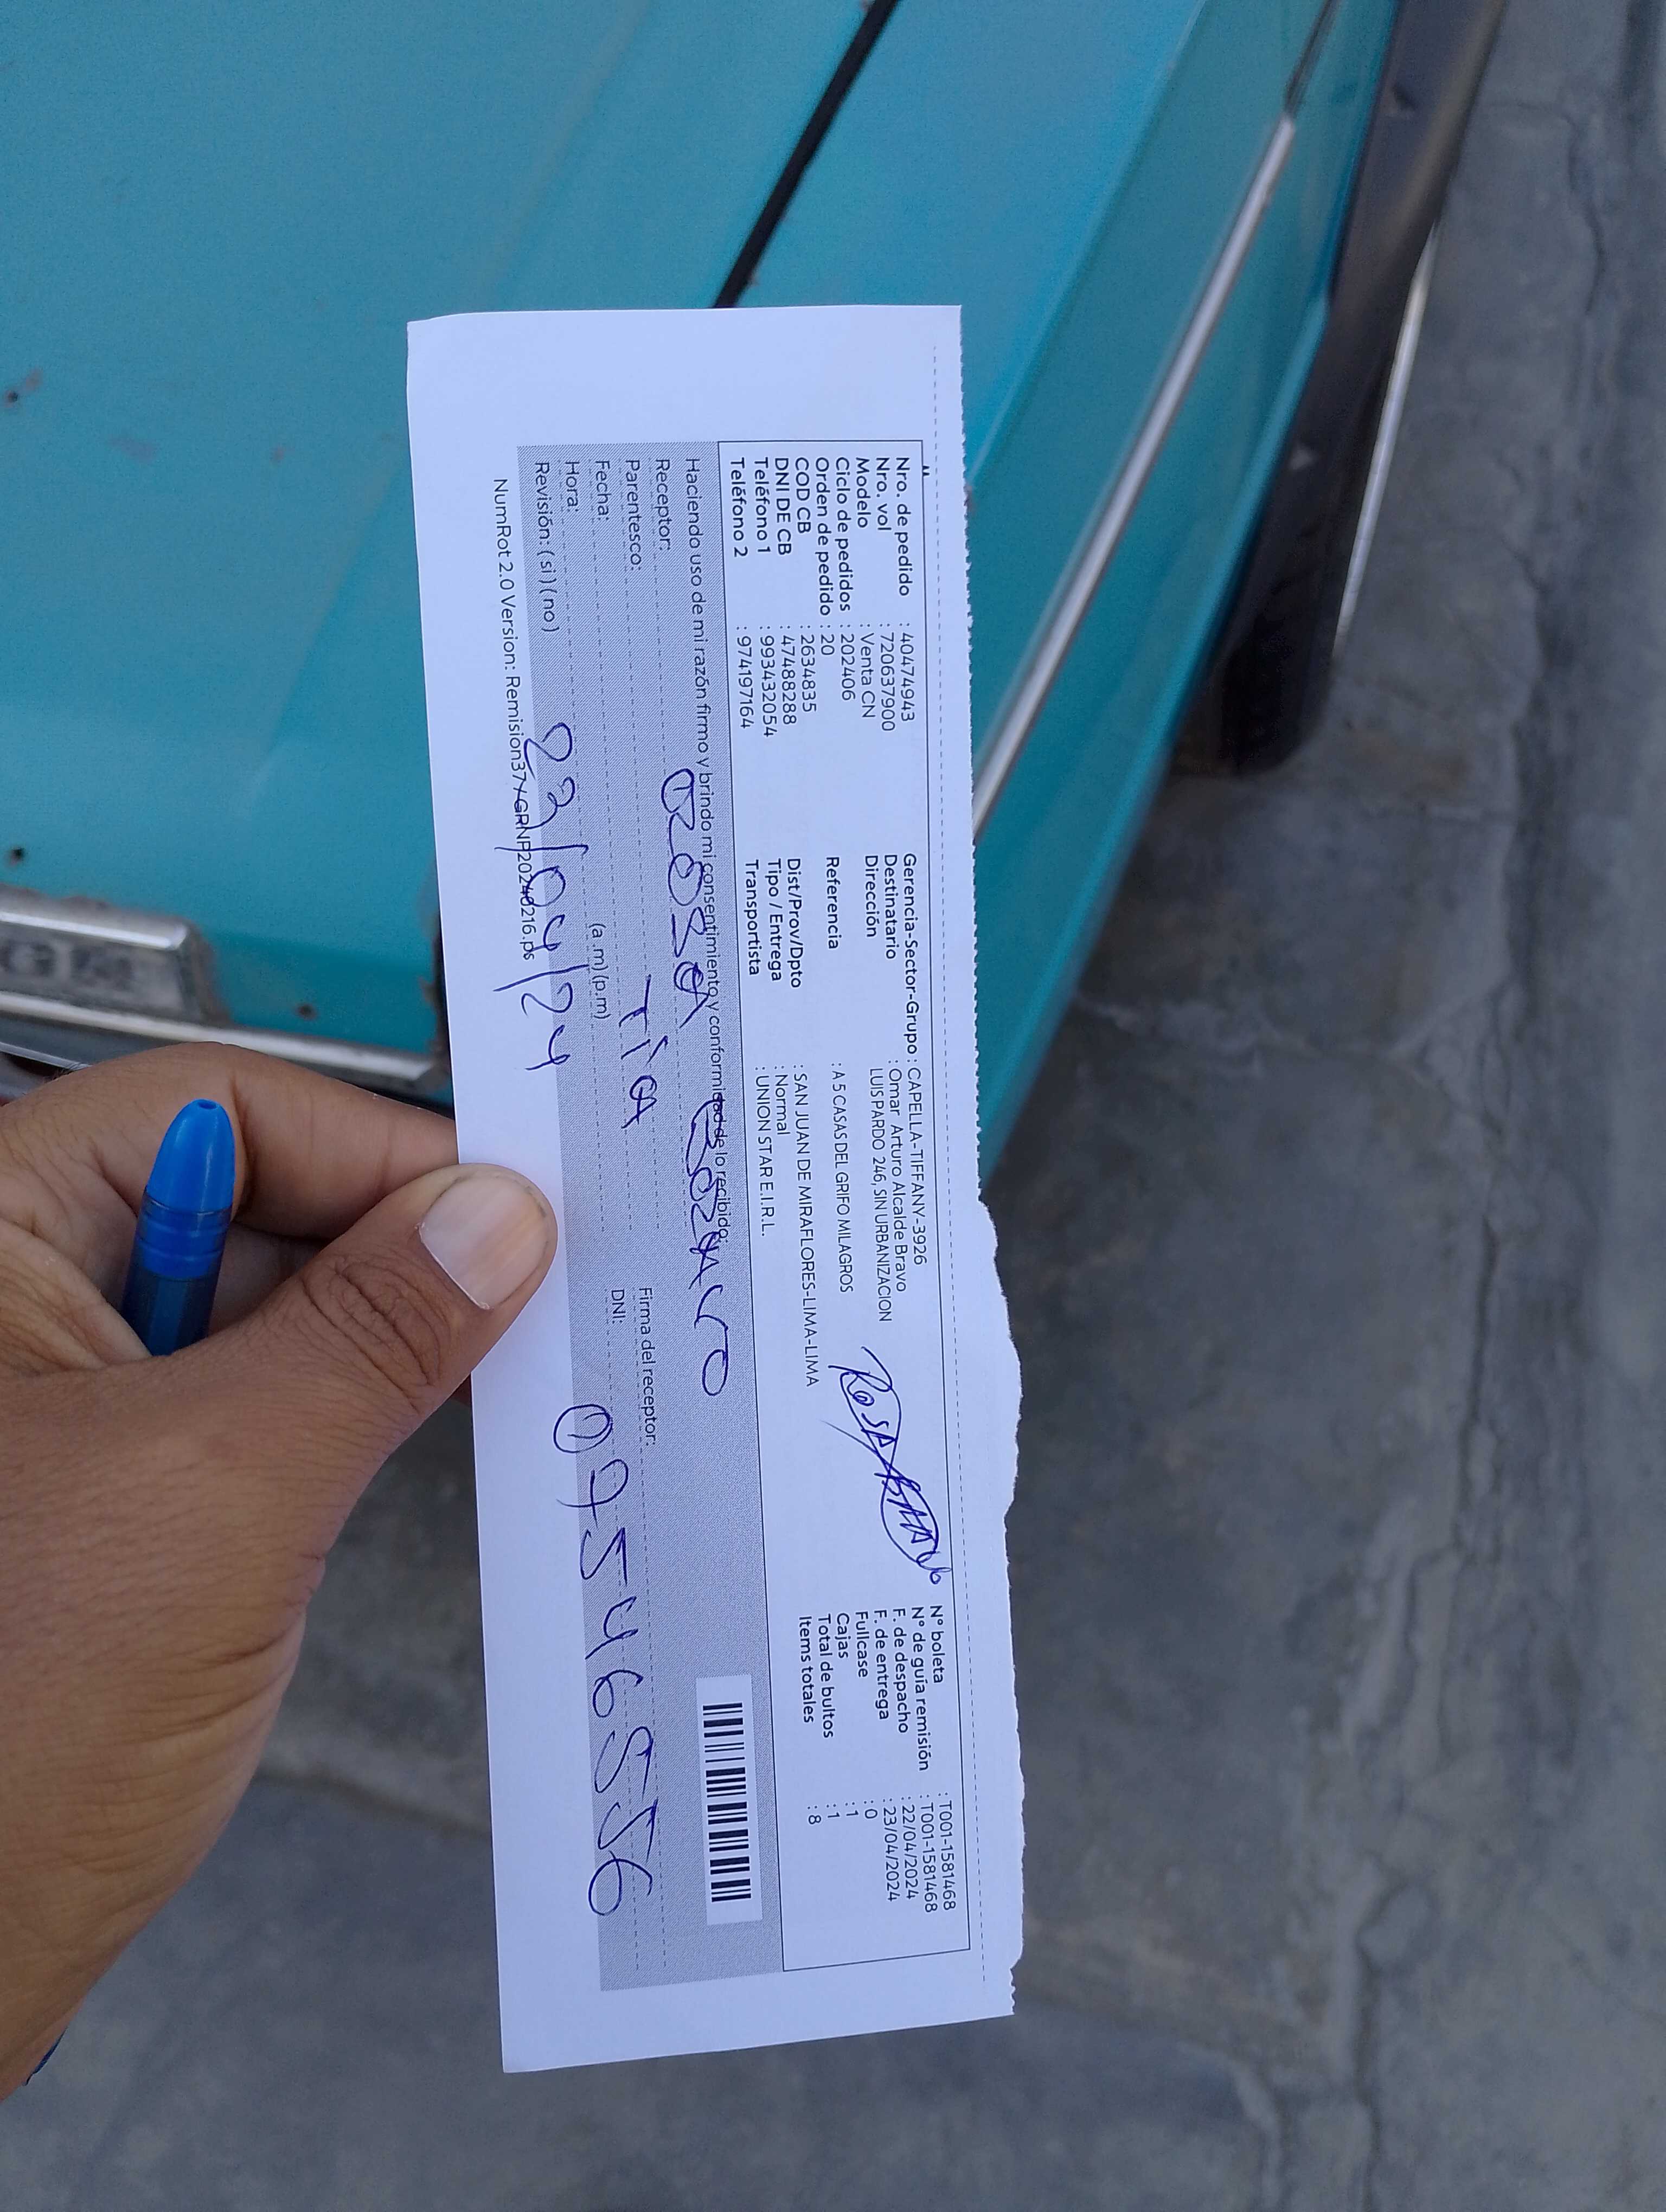 Nro. de pedido : 40474943
Nro. vol : 720637900
Modelo : Venta CN
Ciclo de pedidos : 202406
Orden de pedido : 20
COD CB : 2634835
DNI DE CB : 47488288
Teléfono 1 : 993432054
Teléfono 2 : 974197164
Gerencia-Sector-Grupo : CAPELLA-TIFFANY-3926
Destinatario : Omar Arturo Alcalde Bravo
Dirección LUIS PARDO 246, SIN URBANIZACION
Referencia : A 5 CASAS DEL GRIFO MILAGROS
Dist/Prov/Dpto : SAN JUAN DE MIRAFLORES-LIMA-LIMA
Tipo / Entrega : Normal
Transportista : UNION STAR E.I.R.L.
N° boleta : T001-1581468
N° de guía remisión : T001-1581468
F. de despacho : 22/04/2024
F. de entrega : 23/04/2024
Fullcase : 0
Cajas : 1
Total de bultos : 1
Items totales : 8
Haciendo uso de mi razón firmo y brindo mi consentimiento y conformidad de lo recibido:
Receptor:
Parentesco: Tía
Fecha: 23/04/24
Hora: (a.m) (p.m)
Revisión: ( si ) ( no )
Firma del receptor:
DNI: 09546556
NumRot 2.0 Version: Remision37YGRNP20240216.ps